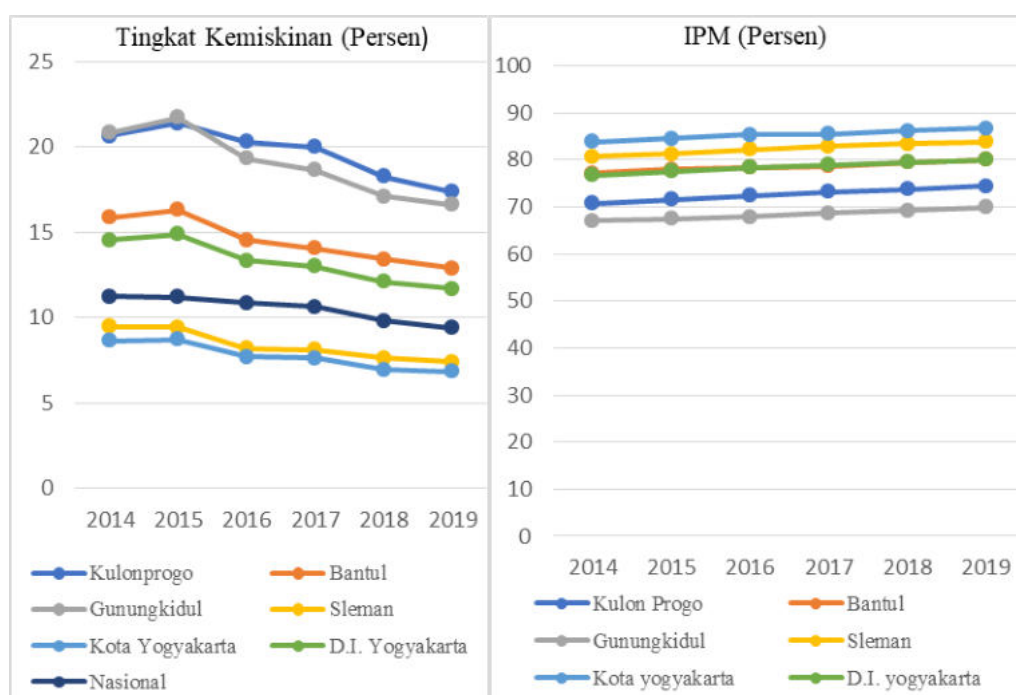 Tingkat Kemiskinan (Persen)
25
20
15
10
5
0
2014 2015 2016 2017 2018 2019
Kulonprogo Bantul
Gunungkidul Sleman
Kota Yogyakarta D.I. Yogyakarta
Nasional
IPM (Persen)
100
90
80
70
60
50
40
30
20
10
0
2014 2015 2016 2017 2018 2019
Kulon Progo Bantul
Gunungkidul Sleman
Kota yogyakarta D.I. yogyakarta